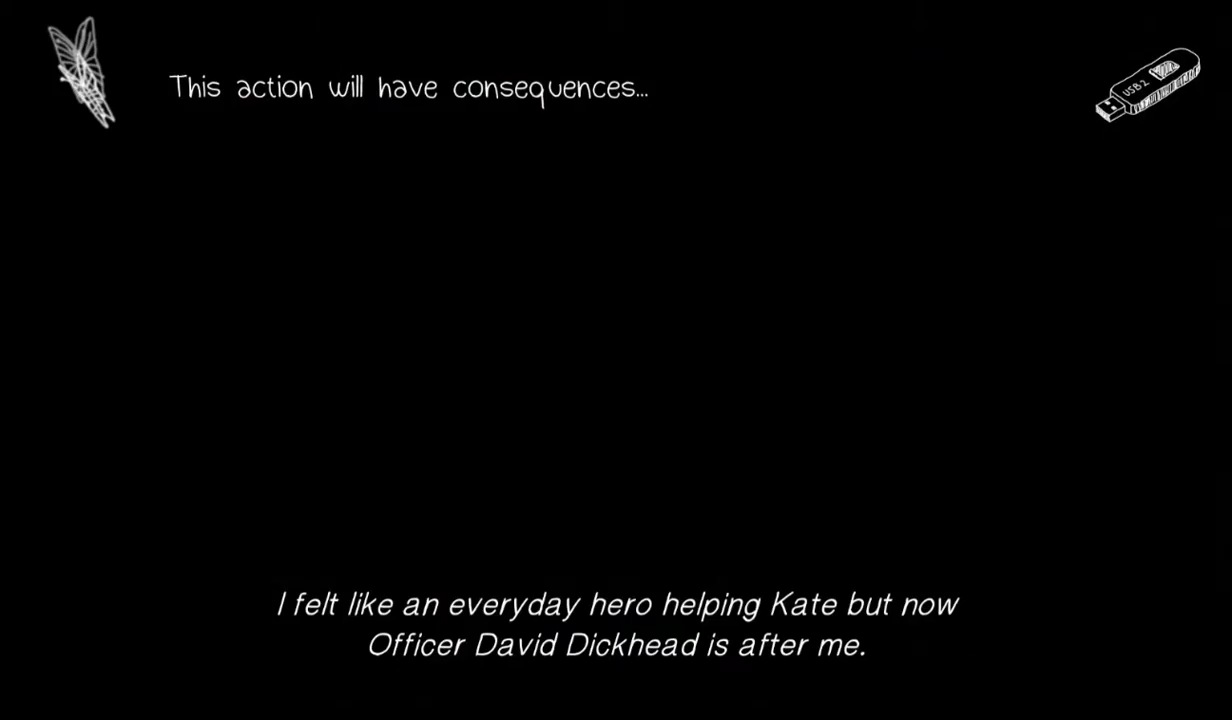 This action will have consequences...
USB2
I felt like an everyday hero helping Kate but now
Officer David Dickhead is after me.